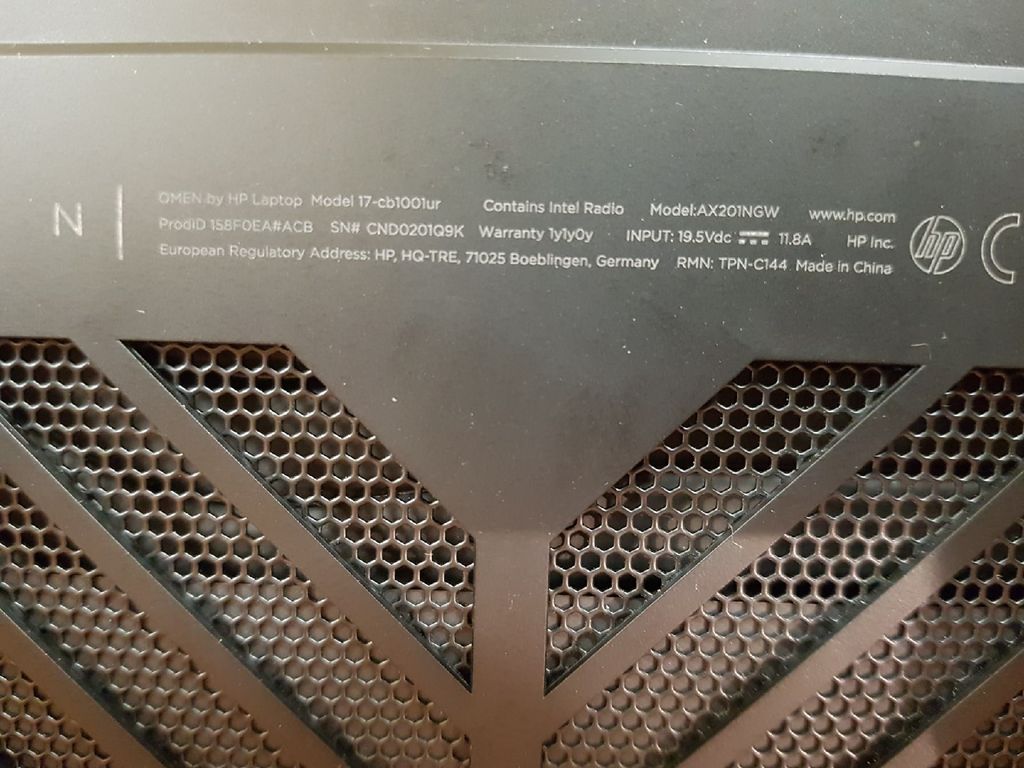 N
OMEN by HP Laptop Model 17-cb1001ur Contains Intel Radio Model:AX201NGW www.hp.com
ProdID 158F0EA#ACB SN# CND0201Q9K Warranty 1y1y0y INPUT: 19.5Vdc 11.8A HP Inc.
European Regulatory Address: HP, HQ-TRE, 71025 Boeblingen, Germany RMN: TPN-C144 Made in China
hp